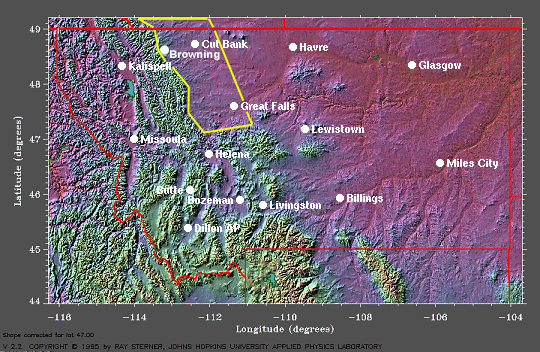 49
48
47
46
45
44
Latitude (degrees)
Cut Bank
Browning
Havre
Kalispell
Glasgow
Great Falls
Lewistown
Missoula
Helena
Miles City
Butte
Bozeman
Livingston
Billings
Dillon AP
-116
-114
-112
-110
-108
-106
-104
Longitude (degrees)
Shape corrected for lat 47.00
V 2.2 COPYRIGHT © 1995 by RAY STERNER, JOHNS HOPKINS UNIVERSITY APPLIED PHYSICS LABORATORY